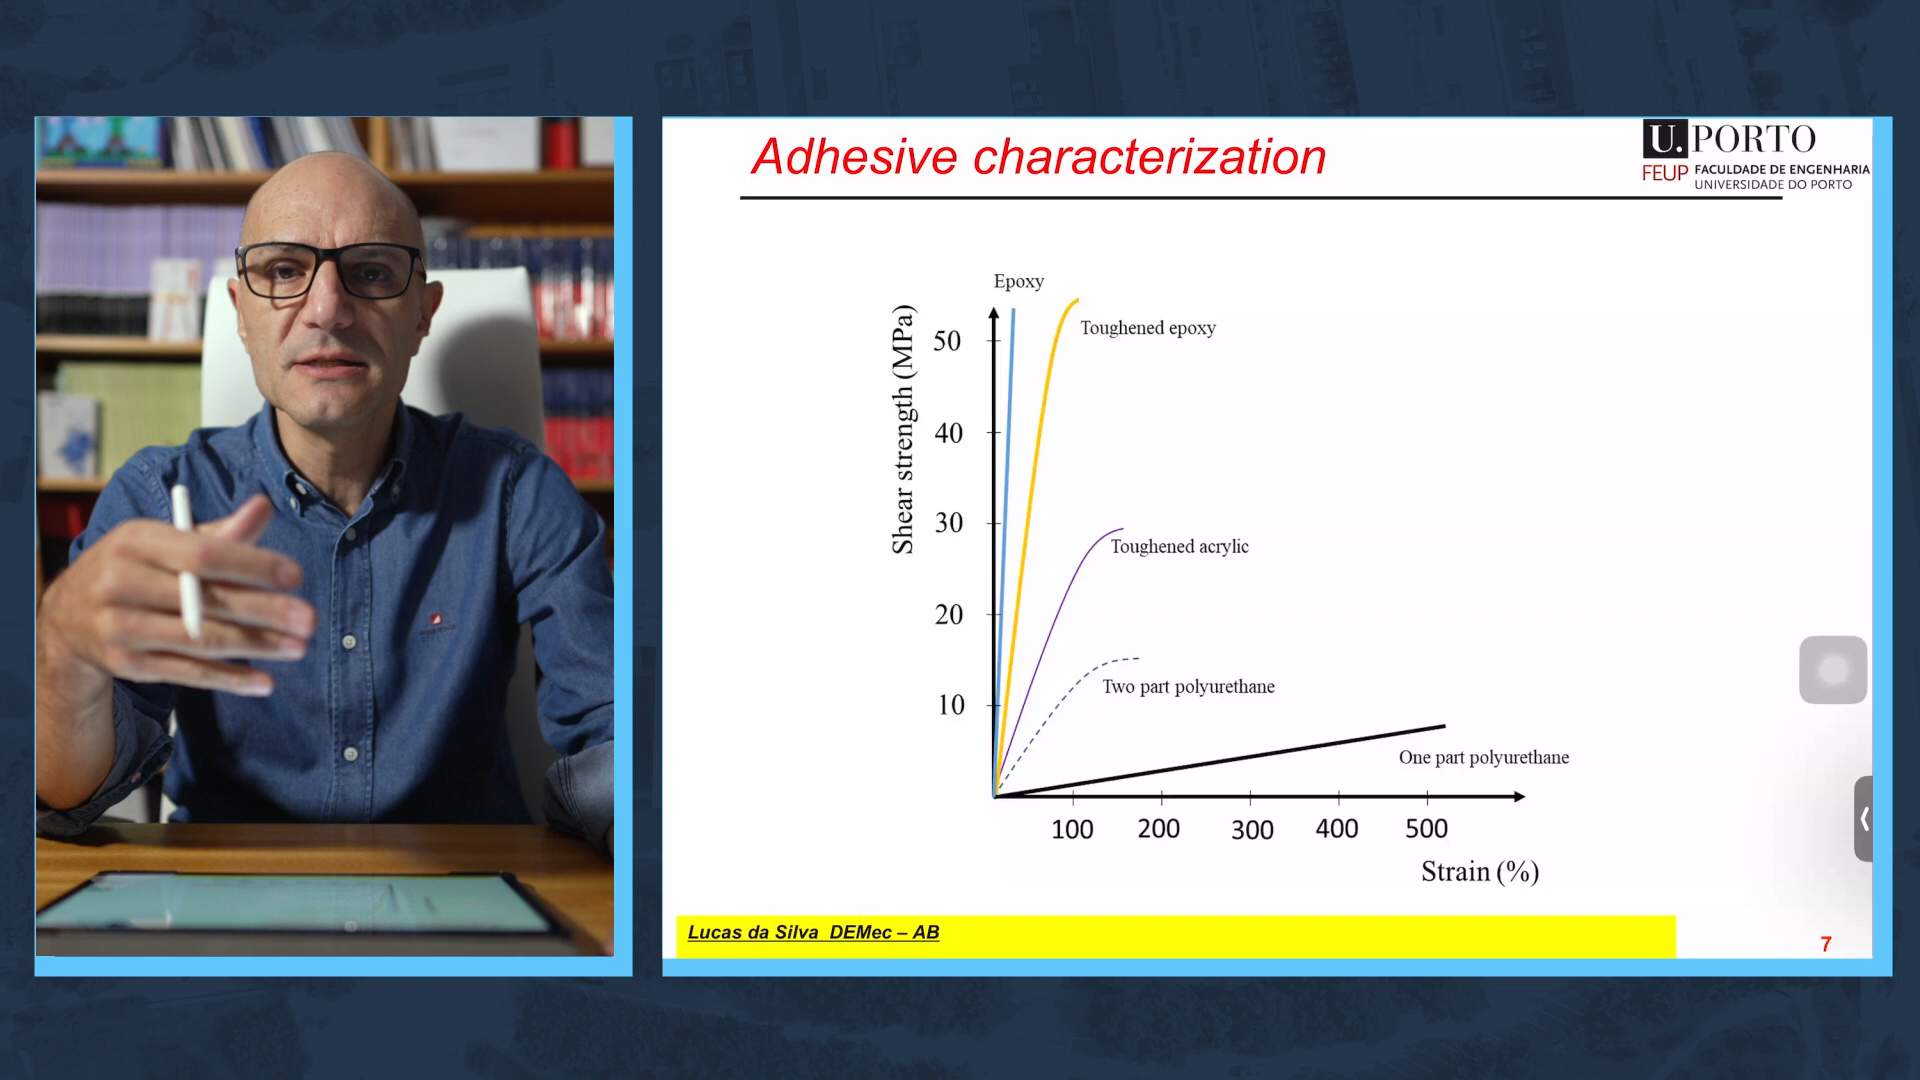 Adhesive characterization
U.PORTO
FEUP FACULDADE DE ENGENHARIA
UNIVERSIDADE DO PORTO
Epoxy
Toughened epoxy
Shear strength (MPa)
50
40
30
20
10
Toughened acrylic
Two part polyurethane
One part polyurethane
100 200 300 400 500
Strain (%)
Lucas da Silva DEMec – AB
7